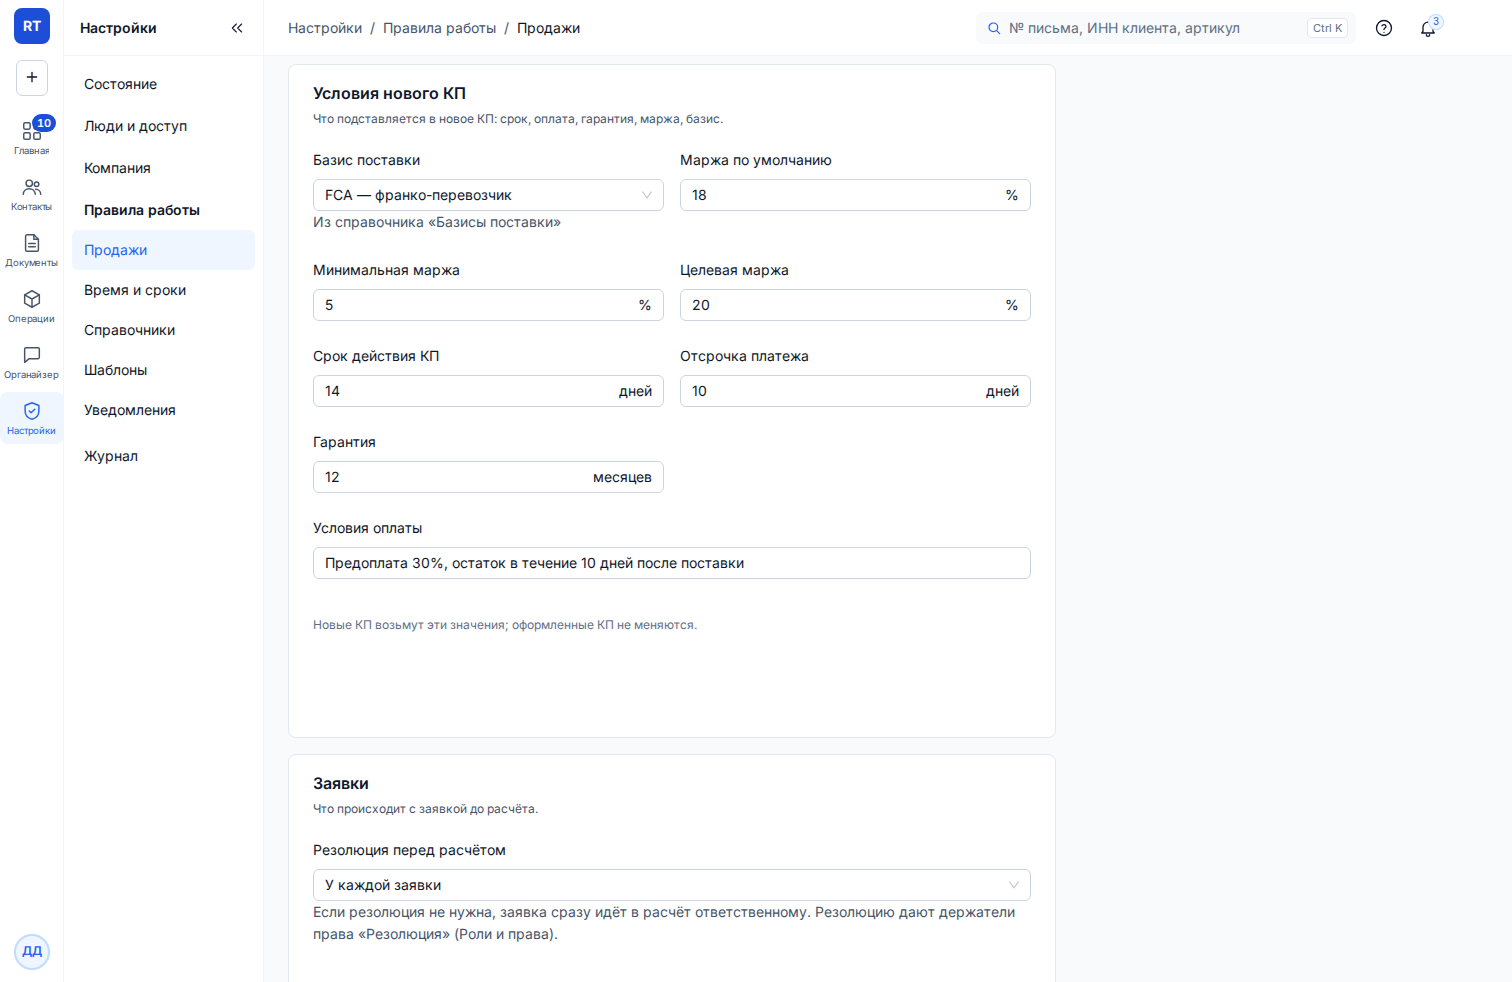 RT
Настройки
Настройки / Правила работы / Продажи
№ письма, ИНН клиента, артикул
Ctrl K
3
10
Главная
Контакты
Документы
Операции
Органайзер
Настройки
ДД
Состояние
Люди и доступ
Компания
Правила работы
Продажи
Время и сроки
Справочники
Шаблоны
Уведомления
Журнал
Условия нового КП
Что подставляется в новое КП: срок, оплата, гарантия, маржа, базис.
Базис поставки
Маржа по умолчанию
FCA — франко-перевозчик
18 %
Из справочника «Базисы поставки»
Минимальная маржа
Целевая маржа
5 %
20 %
Срок действия КП
Отсрочка платежа
14 дней
10 дней
Гарантия
12 месяцев
Условия оплаты
Предоплата 30%, остаток в течение 10 дней после поставки
Новые КП возьмут эти значения; оформленные КП не меняются.
Заявки
Что происходит с заявкой до расчёта.
Резолюция перед расчётом
У каждой заявки
Если резолюция не нужна, заявка сразу идёт в расчёт ответственному. Резолюцию дают держатели
права «Резолюция» (Роли и права).